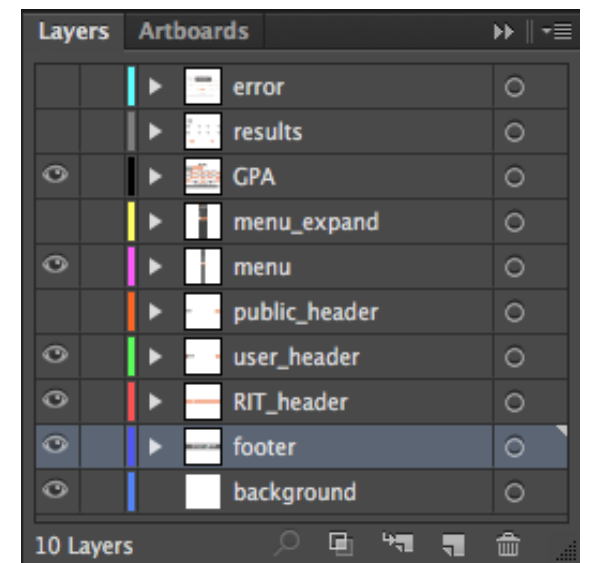 Layers Artboards
error
results
GPA
menu_expand
menu
public_header
user_header
RIT_header
footer
background
10 Layers